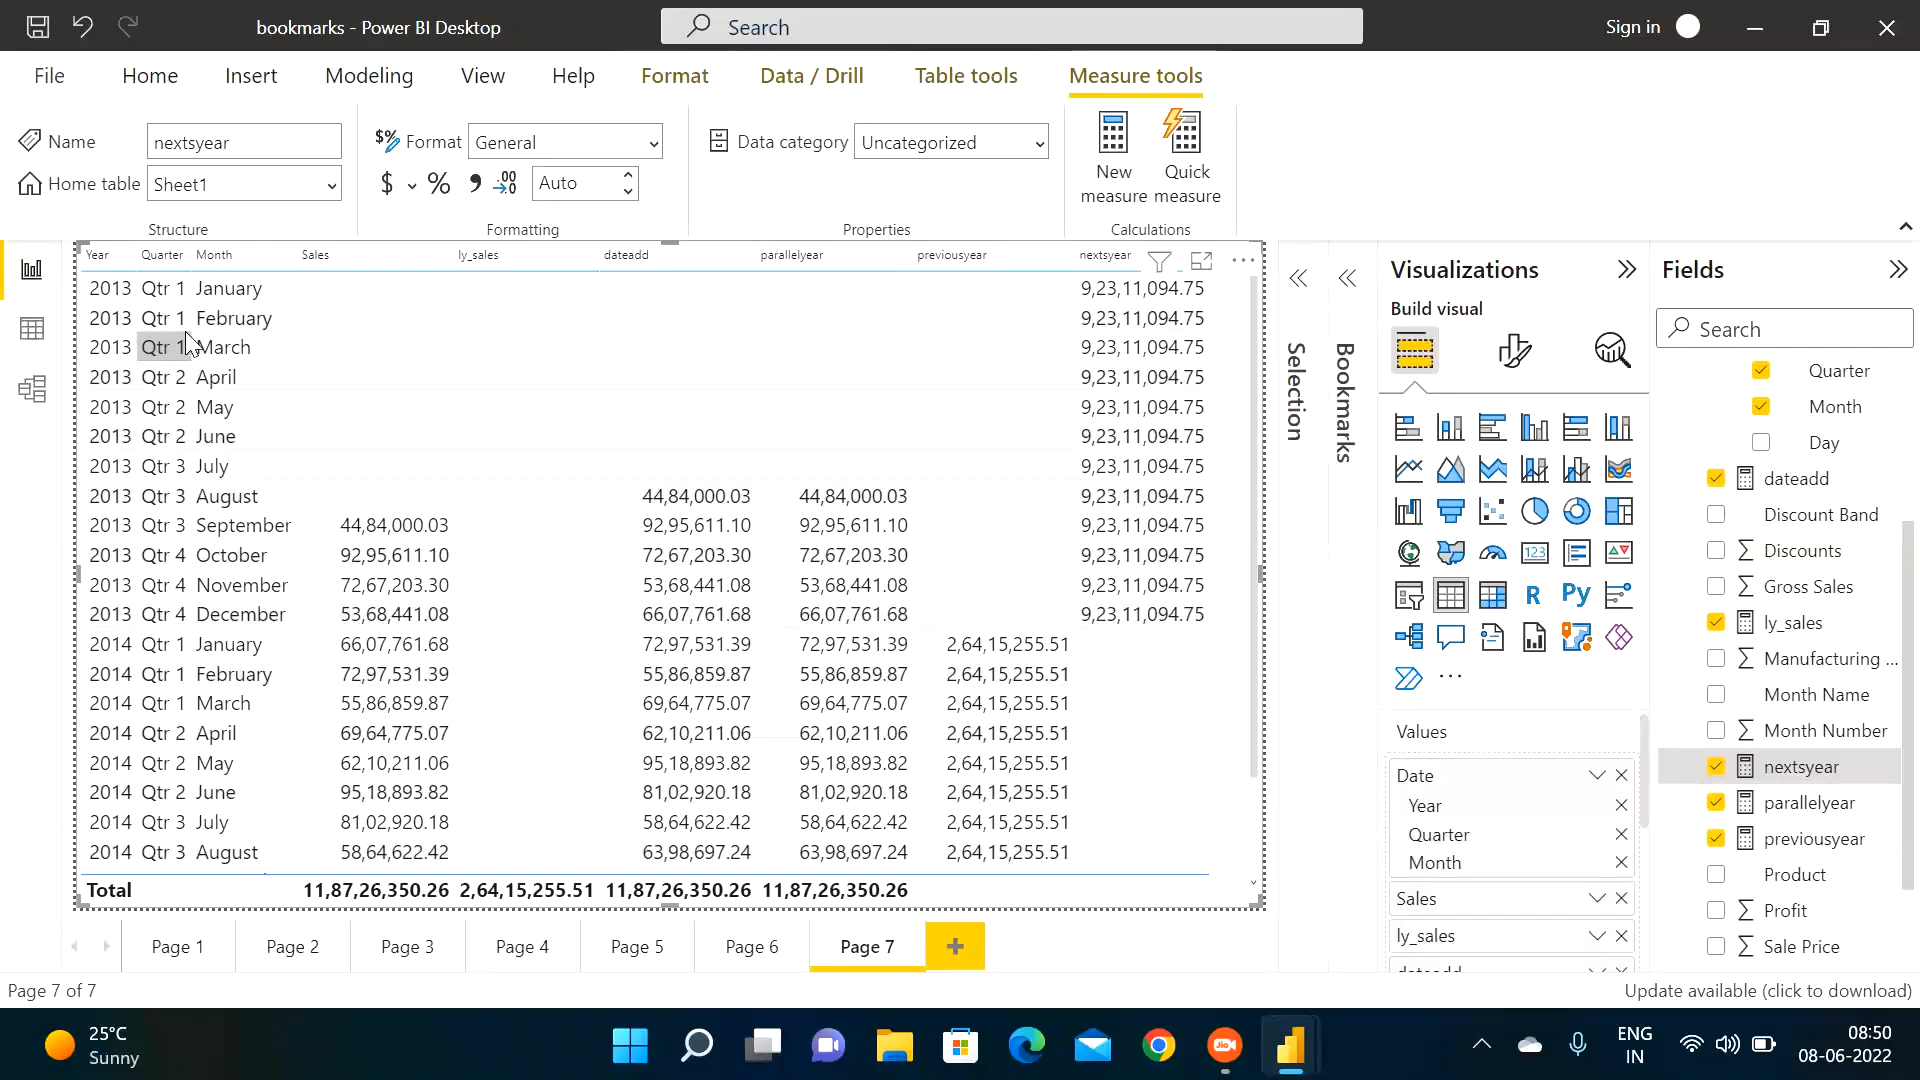 bookmarks - Power BI Desktop
Search
Sign in
File Home Insert Modeling View Help Format Data / Drill Table tools Measure tools
Name nextsyear
Home table Sheet1
Structure
$% Format General
$ % 9 .00 Auto
Formatting
Data category Uncategorized
Properties
New measure
Quick measure
Calculations
Year Quarter Month Sales ly_sales dateadd parallelyear previousyear nextsyear
2013 Qtr 1 January 9,23,11,094.75
2013 Qtr 1 February 9,23,11,094.75
2013 Qtr 1 March 9,23,11,094.75
2013 Qtr 2 April 9,23,11,094.75
2013 Qtr 2 May 9,23,11,094.75
2013 Qtr 2 June 9,23,11,094.75
2013 Qtr 3 July 9,23,11,094.75
2013 Qtr 3 August 44,84,000.03 44,84,000.03 9,23,11,094.75
2013 Qtr 3 September 44,84,000.03 92,95,611.10 92,95,611.10 9,23,11,094.75
2013 Qtr 4 October 92,95,611.10 72,67,203.30 72,67,203.30 9,23,11,094.75
2013 Qtr 4 November 72,67,203.30 53,68,441.08 53,68,441.08 9,23,11,094.75
2013 Qtr 4 December 53,68,441.08 66,07,761.68 66,07,761.68 9,23,11,094.75
2014 Qtr 1 January 66,07,761.68 72,97,531.39 72,97,531.39 2,64,15,255.51
2014 Qtr 1 February 72,97,531.39 55,86,859.87 55,86,859.87 2,64,15,255.51
2014 Qtr 1 March 55,86,859.87 69,64,775.07 69,64,775.07 2,64,15,255.51
2014 Qtr 2 April 69,64,775.07 62,10,211.06 62,10,211.06 2,64,15,255.51
2014 Qtr 2 May 62,10,211.06 95,18,893.82 95,18,893.82 2,64,15,255.51
2014 Qtr 2 June 95,18,893.82 81,02,920.18 81,02,920.18 2,64,15,255.51
2014 Qtr 3 July 81,02,920.18 58,64,622.42 58,64,622.42 2,64,15,255.51
2014 Qtr 3 August 58,64,622.42 63,98,697.24 63,98,697.24 2,64,15,255.51
Total 11,87,26,350.26 2,64,15,255.51 11,87,26,350.26 11,87,26,350.26
Selection
Bookmarks
Visualizations
Build visual
123
R Py
...
Values
Date
Year
Quarter
Month
Sales
ly_sales
dateadd
Fields
Search
Quarter
Month
Day
dateadd
Discount Band
Discounts
Gross Sales
ly_sales
Manufacturing ...
Month Name
Month Number
nextsyear
parallelyear
previousyear
Product
Profit
Sale Price
Page 1 Page 2 Page 3 Page 4 Page 5 Page 6 Page 7 +
Page 7 of 7
Update available (click to download)
25°C
Sunny
Jio
ENG
IN
08:50
08-06-2022